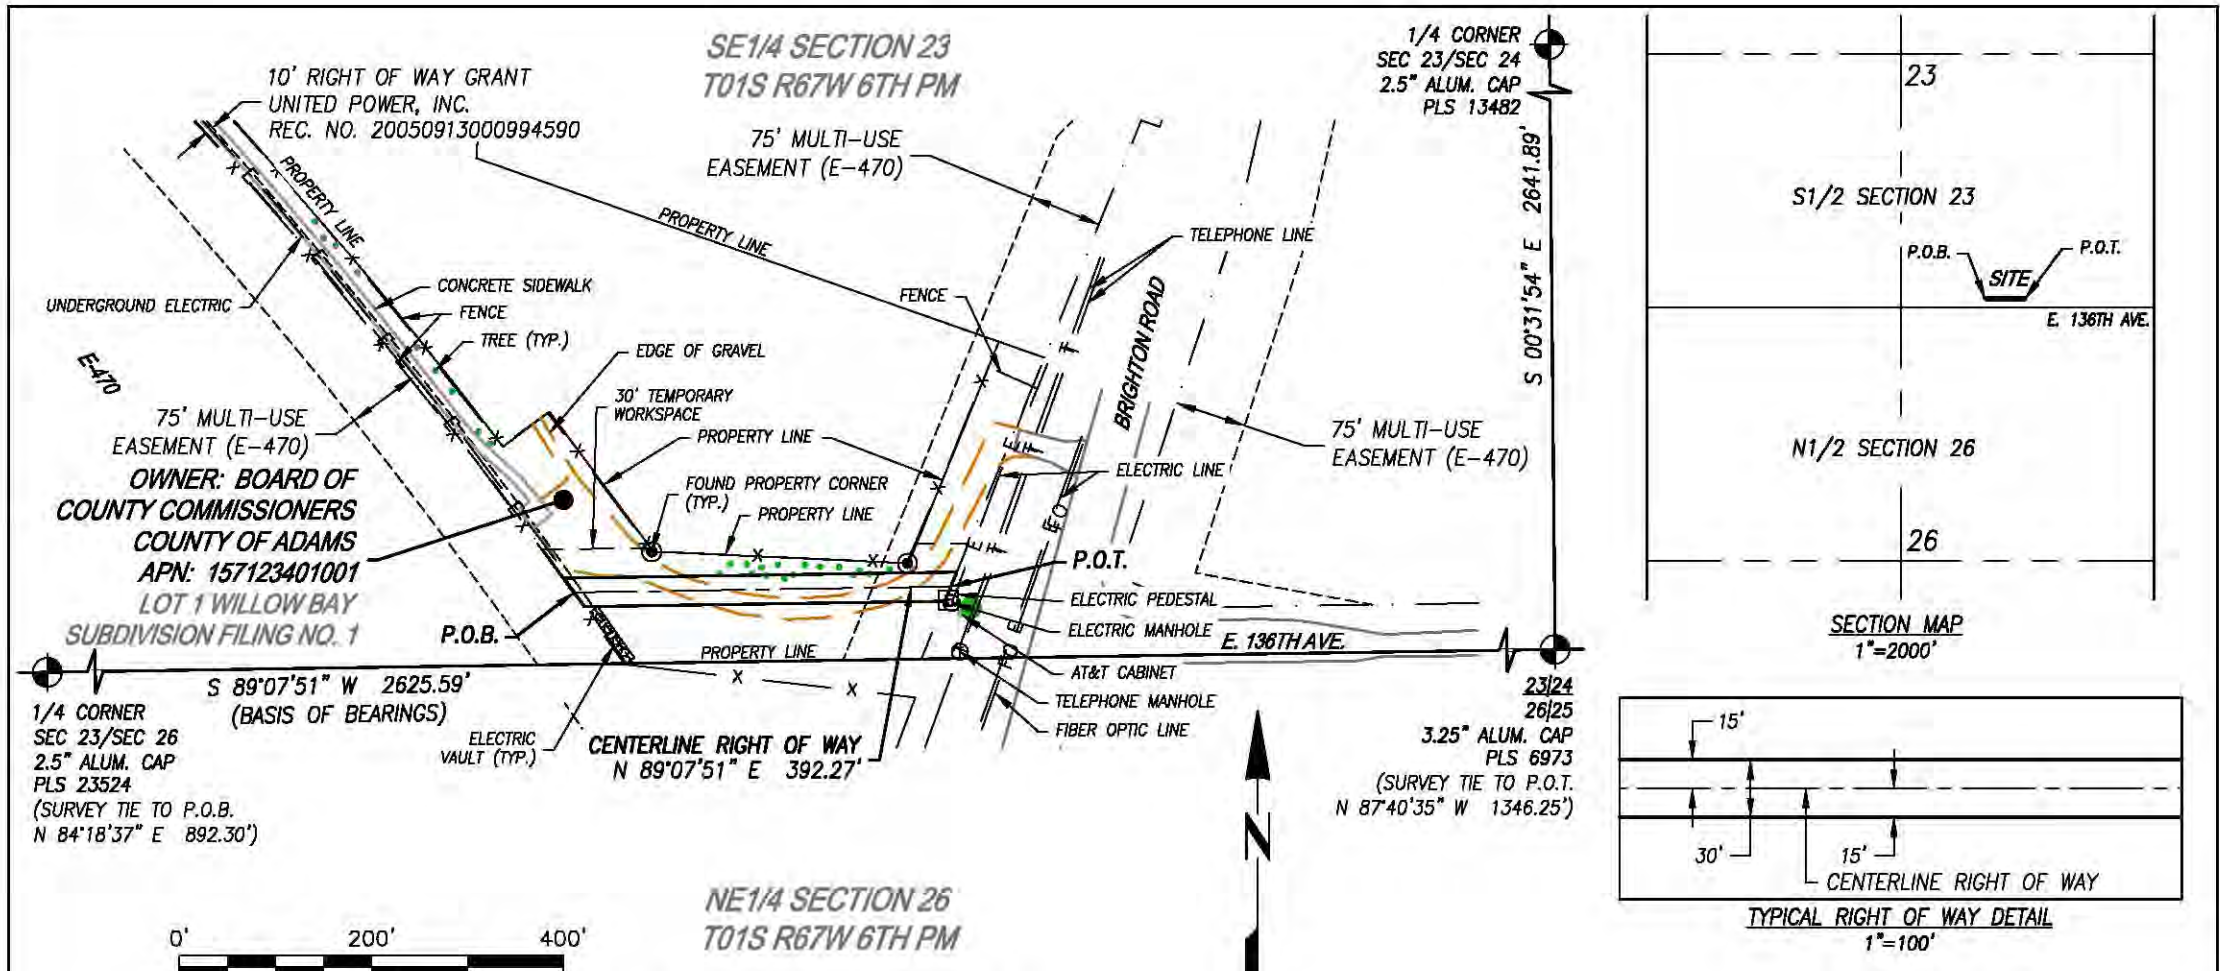 SE1/4 SECTION 23
T01S R67W 6TH PM
10' RIGHT OF WAY GRANT
UNITED POWER, INC.
REC. NO. 20050913000994590
75' MULTI-USE
EASEMENT (E-470)
1/4 CORNER
SEC 23/SEC 24
2.5" ALUM. CAP
PLS 13482
S 00°31'54" E 2641.89'
PROPERTY LINE
PROPERTY LINE
TELEPHONE LINE
UNDERGROUND ELECTRIC
CONCRETE SIDEWALK
FENCE
TREE (TYP.)
FENCE
BRIGHTON ROAD
E-470
EDGE OF GRAVEL
30' TEMPORARY
WORKSPACE
PROPERTY LINE
75' MULTI-USE
EASEMENT (E-470)
75' MULTI-USE
EASEMENT (E-470)
ELECTRIC LINE
OWNER: BOARD OF
COUNTY COMMISSIONERS
COUNTY OF ADAMS
APN: 157123401001
LOT 1 WILLOW BAY
SUBDIVISION FILING NO. 1
FOUND PROPERTY CORNER
(TYP.)
PROPERTY LINE
P.O.T.
ELECTRIC PEDESTAL
ELECTRIC MANHOLE
P.O.B.
PROPERTY LINE
E. 136TH AVE.
AT&T CABINET
TELEPHONE MANHOLE
FIBER OPTIC LINE
S 89°07'51" W 2625.59'
(BASIS OF BEARINGS)
1/4 CORNER
SEC 23/SEC 26
2.5" ALUM. CAP
PLS 23524
(SURVEY TIE TO P.O.B.
N 84°18'37" E 892.30')
ELECTRIC
VAULT (TYP.)
CENTERLINE RIGHT OF WAY
N 89°07'51" E 392.27'
23|24
26|25
3.25" ALUM. CAP
PLS 6973
(SURVEY TIE TO P.O.T.
N 87°40'35" W 1346.25')
N
NE1/4 SECTION 26
T01S R67W 6TH PM
0' 200' 400'
23
S1/2 SECTION 23
P.O.B.
P.O.T.
SITE
E. 136TH AVE.
N1/2 SECTION 26
26
SECTION MAP
1"=2000'
15'
30'
15'
CENTERLINE RIGHT OF WAY
TYPICAL RIGHT OF WAY DETAIL
1"=100'